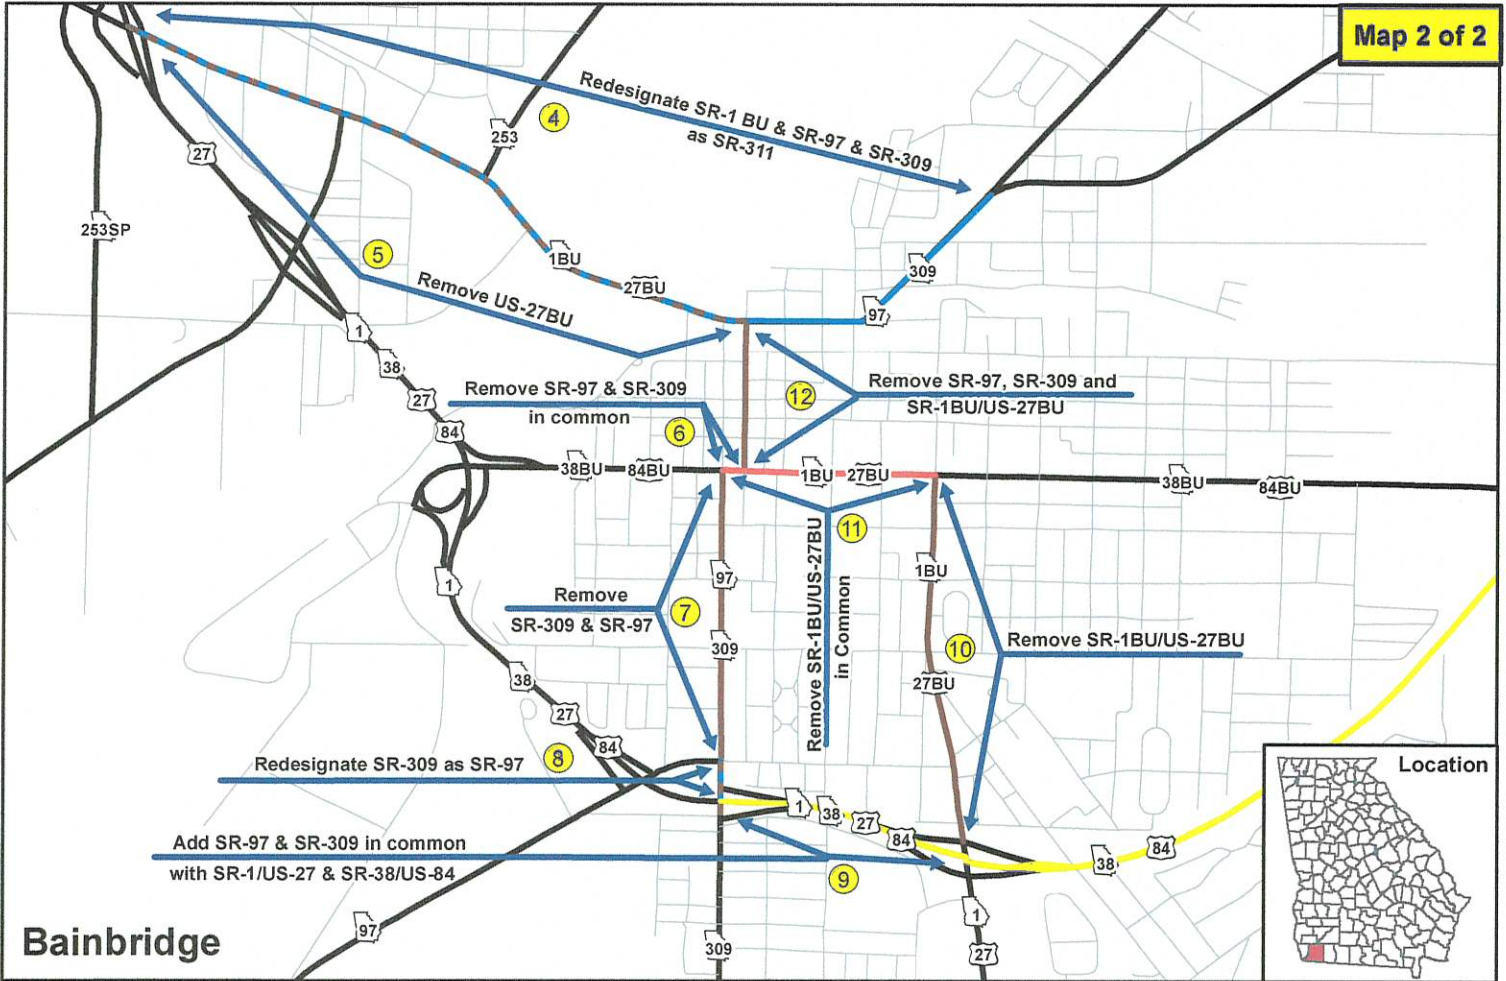 Map 2 of 2
Redesignate SR-1 BU & SR-97 & SR-309
as SR-311
4
253
27
253SP
5
Remove US-27BU
1BU
27BU
309
97
1
38
27
84
Remove SR-97 & SR-309
in common
6
12
Remove SR-97, SR-309 and
SR-1BU/US-27BU
38BU
84BU
1BU
27BU
38BU
84BU
11
Remove SR-1BU/US-27BU
in Common
1
97
309
Remove
SR-309 & SR-97
7
1BU
27BU
10
Remove SR-1BU/US-27BU
38
27
84
8
Redesignate SR-309 as SR-97
1
38
27
84
38
84
Add SR-97 & SR-309 in common
with SR-1/US-27 & SR-38/US-84
9
97
309
1
27
Bainbridge
Location